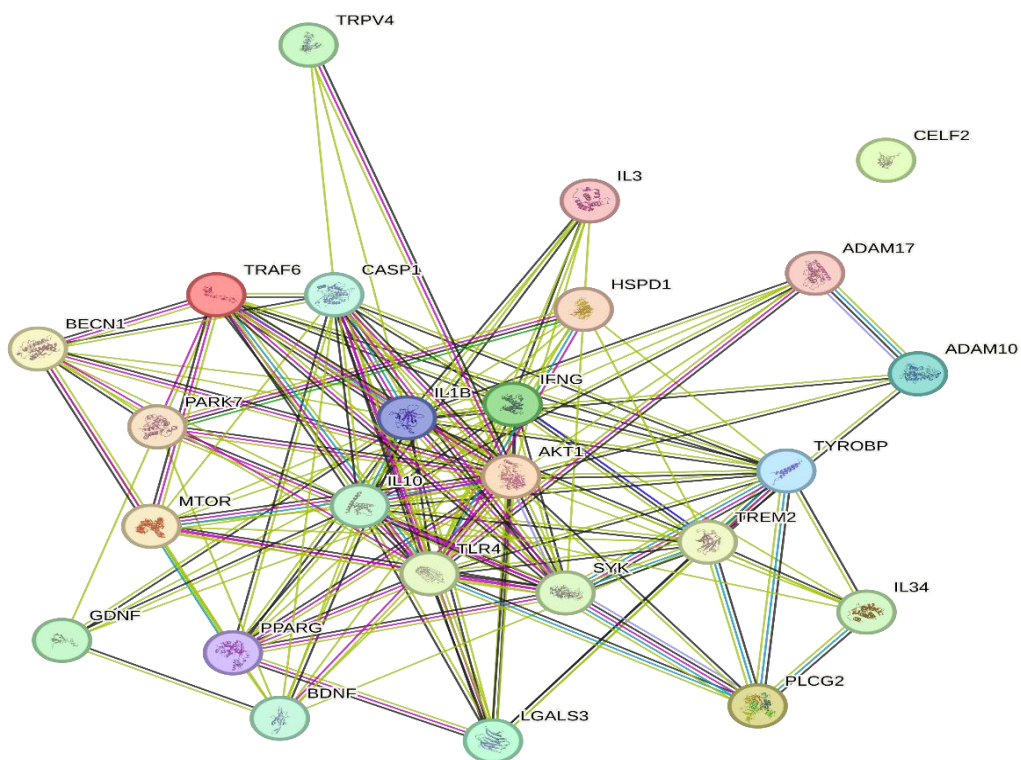 TRPV4
CELF2
IL3
ADAM17
TRAF6
CASP1
HSPD1
BECN1
ADAM10
IFNG
IL1B
PARK7
TYROBP
AKT1
IL10
MTOR
TREM2
TLR4
SYK
IL34
GDNF
PPARG
PLCG2
BDNF
LGALS3